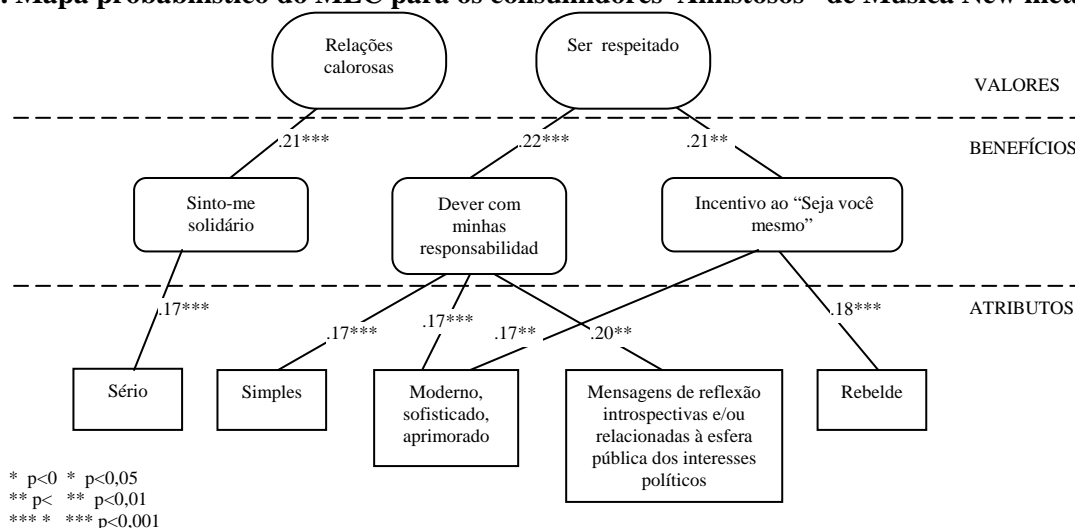 . Mapa probabilístico do MEC para os consumidores "Amistosos" de Música New meta
Relações
calorosas
Ser respeitado
VALORES
.21***
.22***
.21**
BENEFÍCIOS
Sinto-me
solidário
Dever com
minhas
responsabilidad
Incentivo ao “Seja você
mesmo”
ATRIBUTOS
.17***
.17***
.17***
.17**
.20**
.18***
Sério
Simples
Moderno,
sofisticado,
aprimorado
Mensagens de reflexão
introspectivas e/ou
relacionadas à esfera
pública dos interesses
políticos
Rebelde
* p<0 * p<0,05
** p< ** p<0,01
*** * *** p<0,001